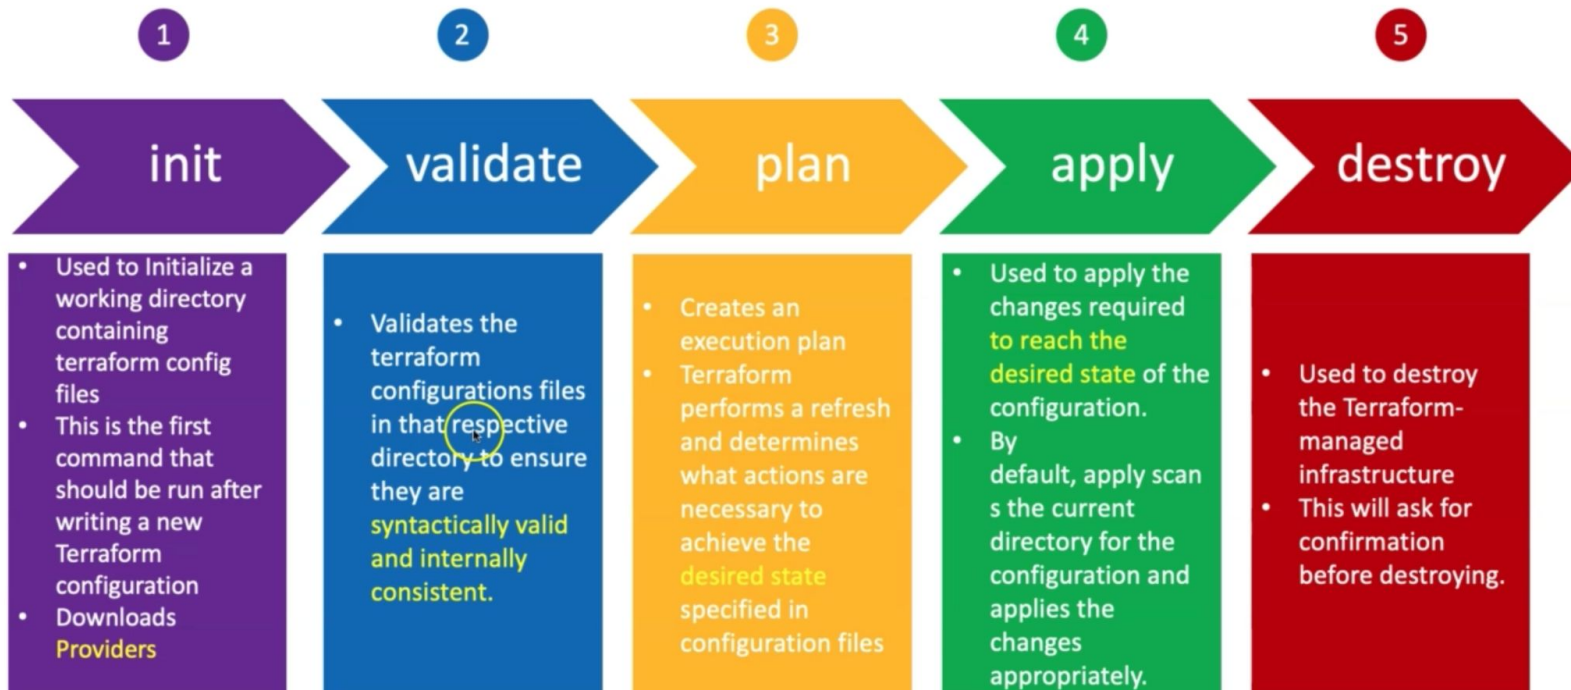 1
2
3
4
5
init
validate
plan
apply
destroy
• Used to Initialize a
working directory
containing
terraform config
files
• This is the first
command that
should be run after
writing a new
Terraform
configuration
• Downloads
Providers
• Validates the
terraform
configurations files
in that respective
directory to ensure
they are
syntactically valid
and internally
consistent.
• Creates an
execution plan
• Terraform
performs a refresh
and determines
what actions are
necessary to
achieve the
desired state
specified in
configuration files
• Used to apply the
changes required
to reach the
desired state of the
configuration.
• By
default, apply scan
s the current
directory for the
configuration and
applies the
changes
appropriately.
• Used to destroy
the Terraform-
managed
infrastructure
• This will ask for
confirmation
before destroying.